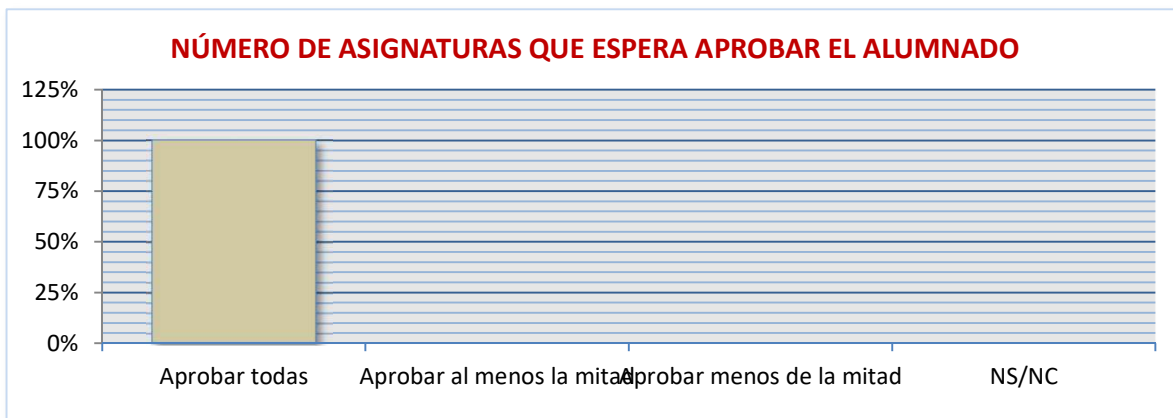 NÚMERO DE ASIGNATURAS QUE ESPERA APROBAR EL ALUMNADO
125%
100%
75%
50%
25%
0%
Aprobar todas
Aprobar al menos la mitad
Aprobar menos de la mitad
NS/NC